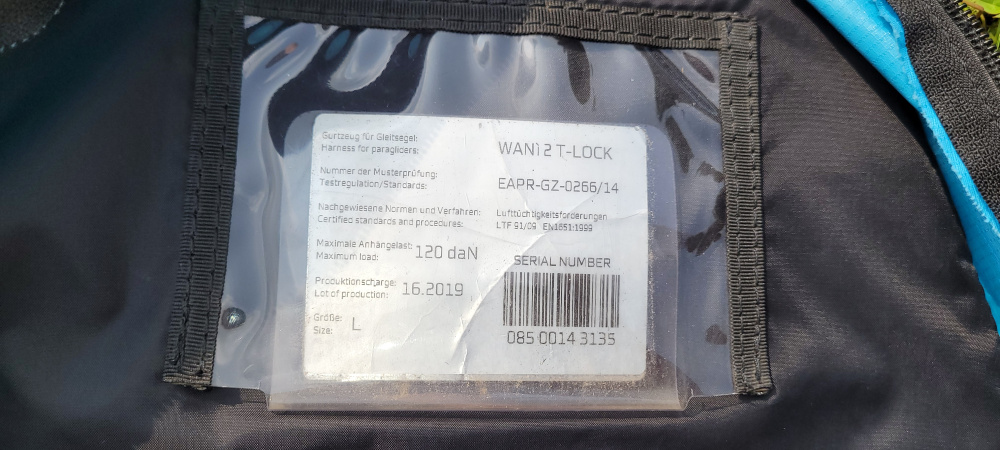 Gurtzeug für Gleitsegel:
Harness for paragliders:
WANI 2 T-LOCK
Nummer der Musterprüfung:
Testregulation/Standards:
EAPR-GZ-0266/14
Nachgewiesene Normen und Verfahren:
Certified standards and procedures:
Lufttüchtigkeitsforderungen
LTF 91/09 EN1651:1999
Maximale Anhängelast:
Maximum load:
120 daN
SERIAL NUMBER
Produktionscharge:
Lot of production:
16.2019
Größe:
Size:
L
085 0014 3135